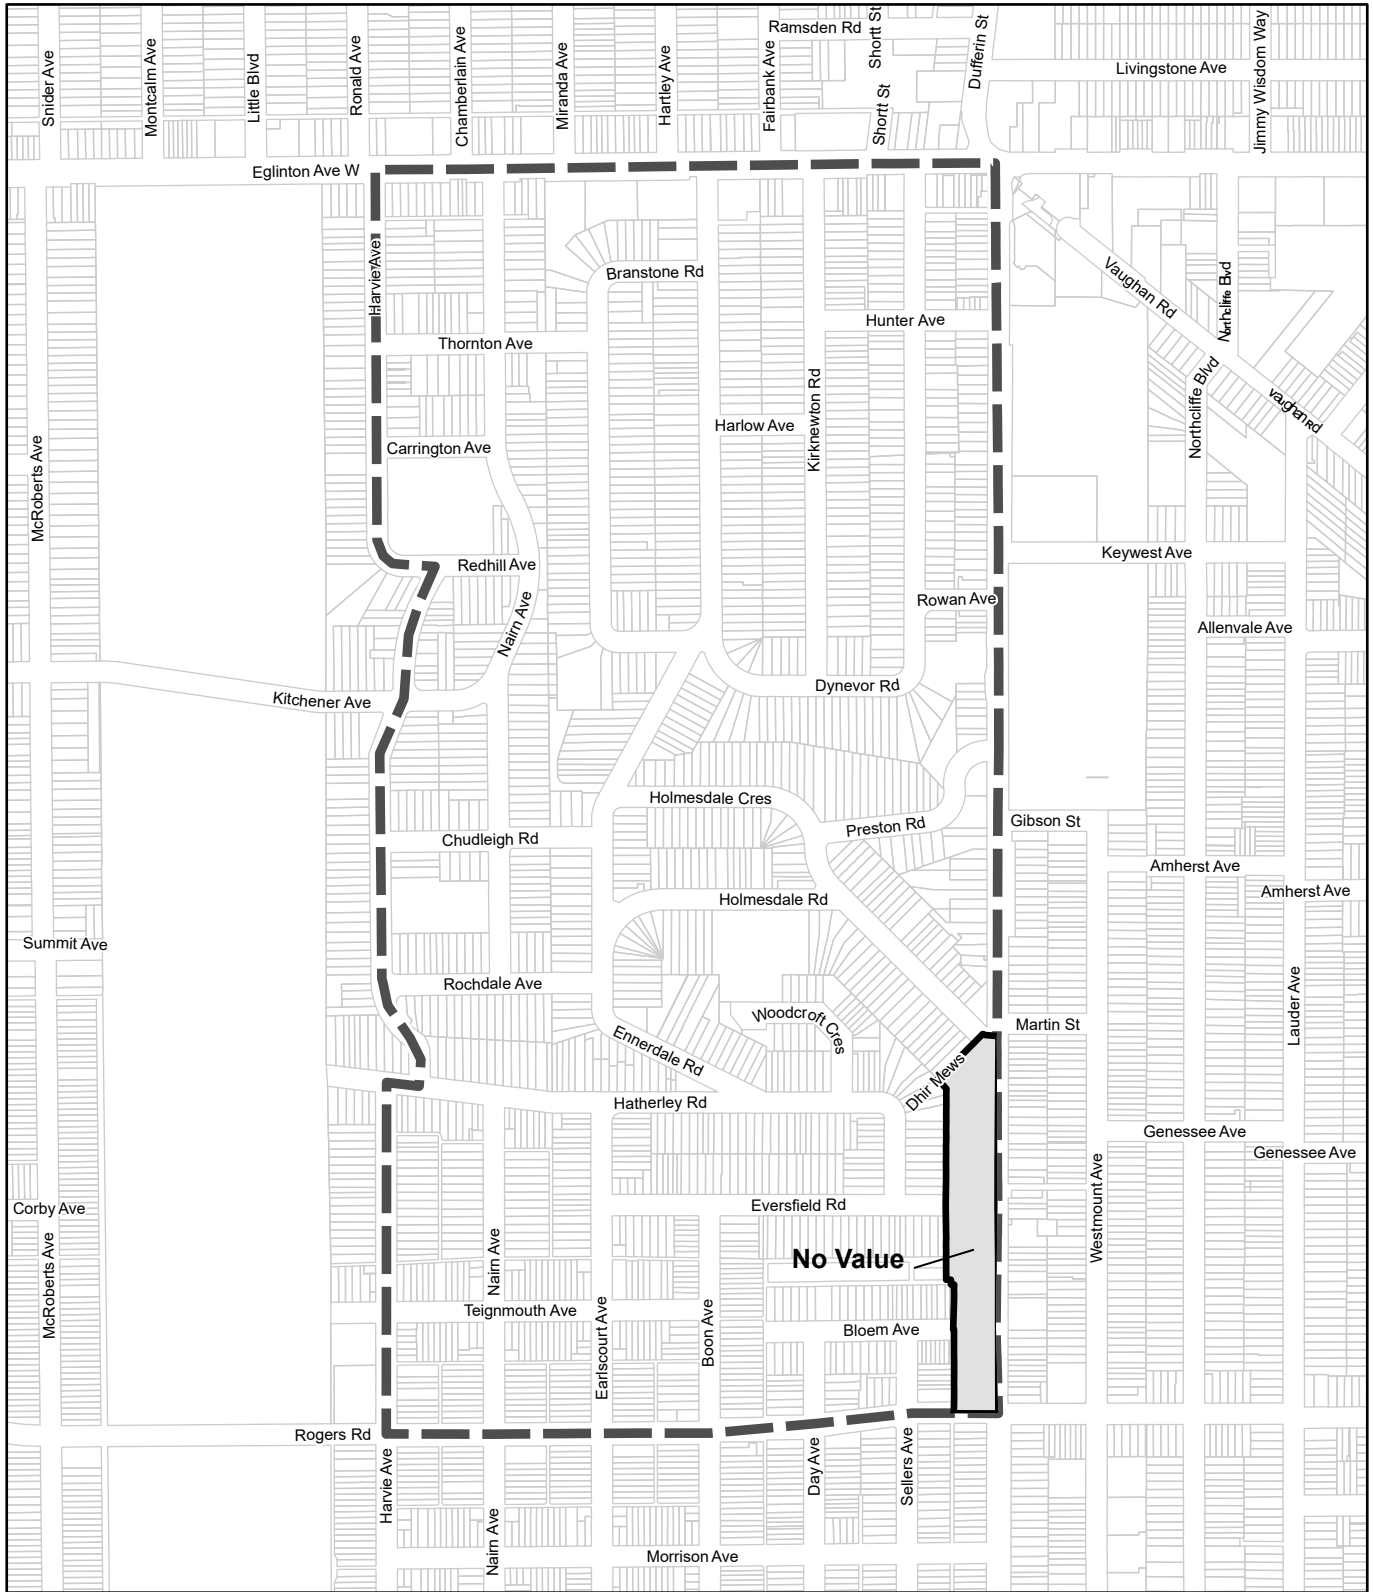 Ramsden Rd
Shortt St
Dufferin St
Snider Ave
Montcalm Ave
Little Blvd
Ronald Ave
Chamberlain Ave
Miranda Ave
Hartley Ave
Fairbank Ave
Shortt St
Livingstone Ave
Jimmy Wisdom Way
Eglinton Ave W
Harvie Ave
Branstone Rd
Vaughan Rd
Northcliffe Blvd
Hunter Ave
Thornton Ave
Kirknewton Rd
Northcliffe Blvd
Vaughan Rd
Harlow Ave
Carrington Ave
McRoberts Ave
Keywest Ave
Redhill Ave
Nairn Ave
Rowan Ave
Allenvale Ave
Dynevor Rd
Kitchener Ave
Holmesdale Cres
Preston Rd
Gibson St
Chudleigh Rd
Amherst Ave
Amherst Ave
Holmesdale Rd
Summit Ave
Rochdale Ave
Lauder Ave
Woodcroft Cres
Martin St
Ennerdale Rd
Dhir Mews
Hatherley Rd
Genessee Ave
Genessee Ave
Westmount Ave
Eversfield Rd
Corby Ave
McRoberts Ave
Nairn Ave
No Value
Teignmouth Ave
Earlscourt Ave
Boon Ave
Bloem Ave
Rogers Rd
Harvie Ave
Nairn Ave
Day Ave
Sellers Ave
Morrison Ave